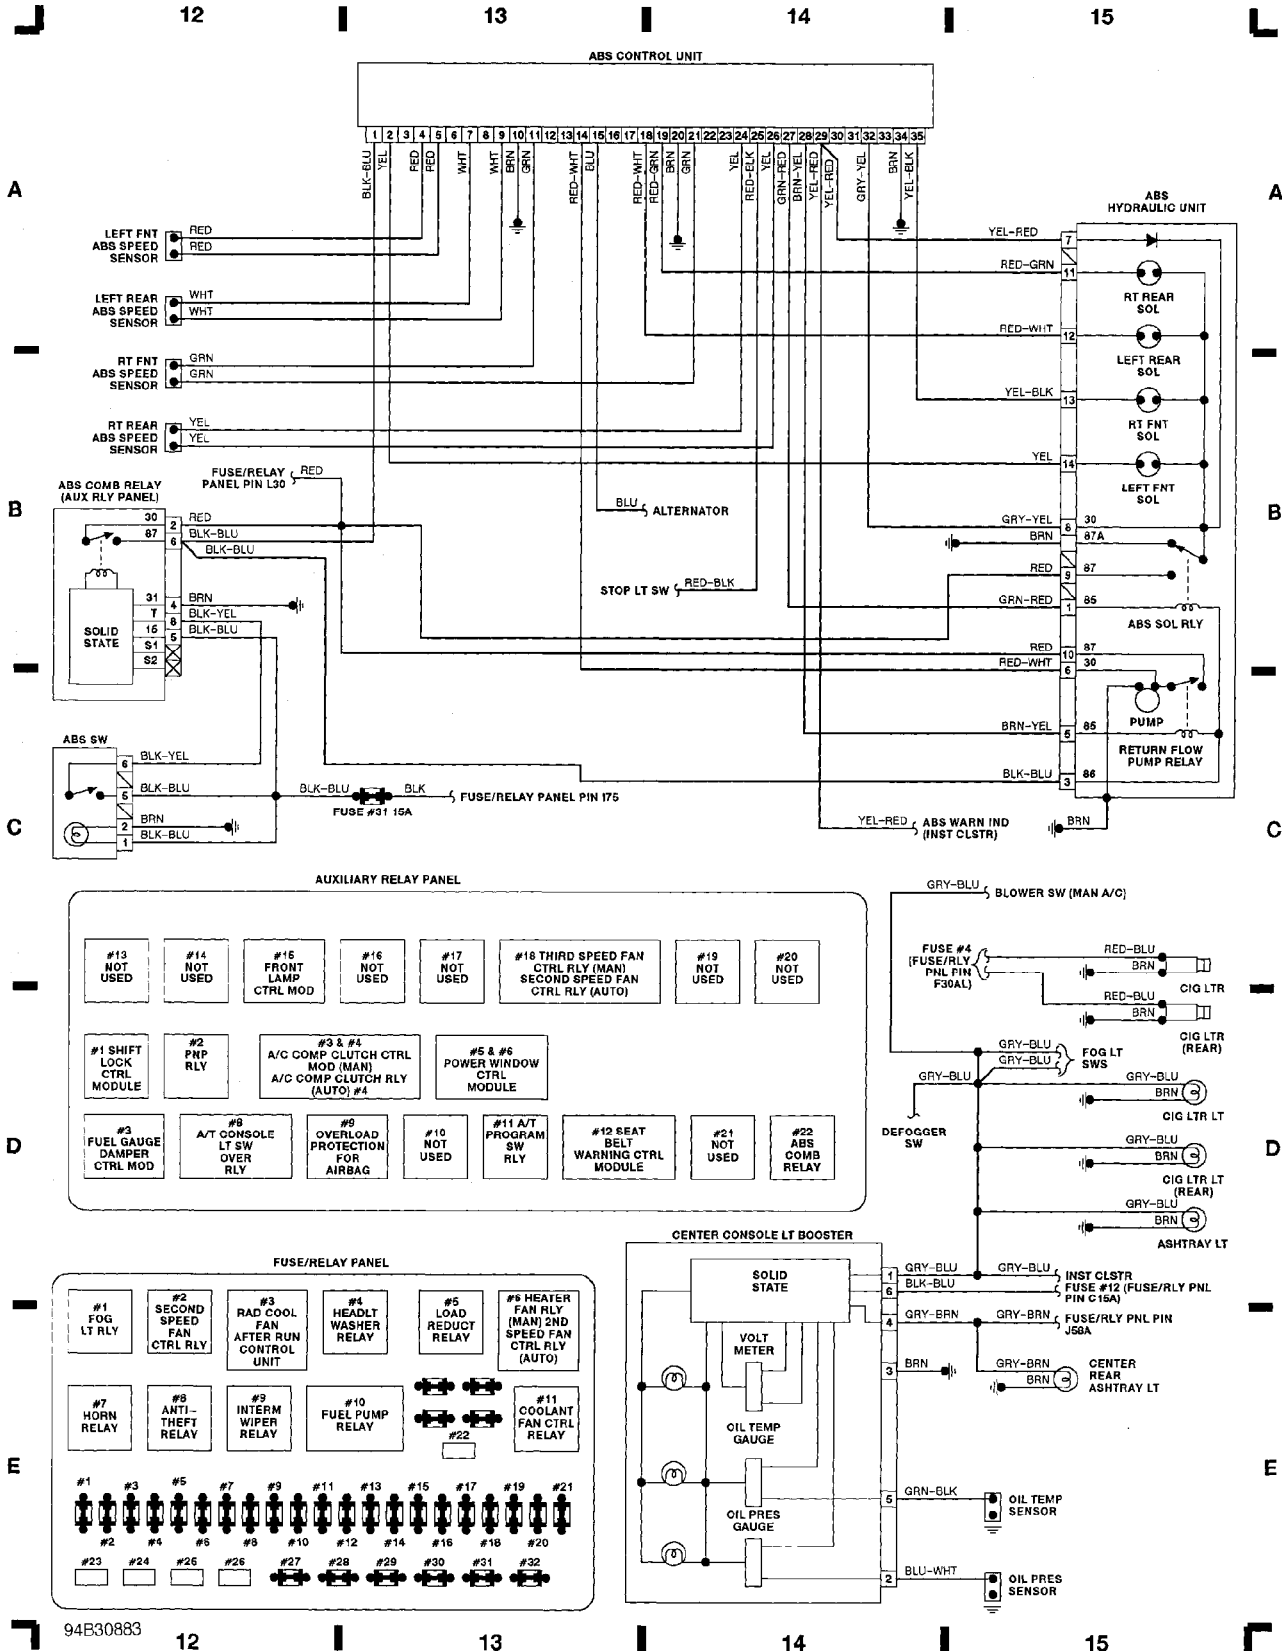 12 13 14 15
ABS CONTROL UNIT
1 2 3 4 5 6 7 8 9 10 11 12 13 14 15 16 17 18 19 20 21 22 23 24 25 26 27 28 29 30 31 32 33 34 35
BLK-BLU YEL RED RED WHT WHT BRN GRN RED-WHT BLU RED-WHT RED-GRN BRN GRN YEL RED-BLK YEL GRN-RED BRN-YEL YEL-RED YEL-RED GRY-YEL BRN YEL-BLK
A A
ABS
HYDRAULIC UNIT
LEFT FNT
ABS SPEED
SENSOR
RED
RED
LEFT REAR
ABS SPEED
SENSOR
WHT
WHT
RT FNT
ABS SPEED
SENSOR
GRN
GRN
RT REAR
ABS SPEED
SENSOR
YEL
YEL
YEL-RED 7
RED-GRN 11
RT REAR
SOL
RED-WHT 12
LEFT REAR
SOL
YEL-BLK 13
RT FNT
SOL
YEL 14
LEFT FNT
SOL
FUSE/RELAY
PANEL PIN L30
RED
ABS COMB RELAY
(AUX RLY PANEL)
B B
30 2 RED
87 6 BLK-BLU
BLK-BLU
31 4 BRN
T 8 BLK-YEL
15 5 BLK-BLU
S1
S2
SOLID
STATE
BLU ALTERNATOR
STOP LT SW RED-BLK
GRY-YEL 8 30
BRN 87A
RED 9 87
GRN-RED 1 85
ABS SOL RLY
RED 10 87
RED-WHT 6 30
PUMP
BRN-YEL 5 85
RETURN FLOW
PUMP RELAY
BLK-BLU 3 86
BRN
ABS SW
6 BLK-YEL
5 BLK-BLU
2 BRN
1 BLK-BLU
BLK-BLU BLK FUSE/RELAY PANEL PIN I75
FUSE #31 15A
YEL-RED ABS WARN IND
(INST CLSTR)
C C
AUXILIARY RELAY PANEL
#13
NOT
USED
#14
NOT
USED
#15
FRONT
LAMP
CTRL MOD
#16
NOT
USED
#17
NOT
USED
#18 THIRD SPEED FAN
CTRL RLY (MAN)
SECOND SPEED FAN
CTRL RLY (AUTO)
#19
NOT
USED
#20
NOT
USED
#1 SHIFT
LOCK
CTRL
MODULE
#2
PNP
RLY
#3 & #4
A/C COMP CLUTCH CTRL
MOD (MAN)
A/C COMP CLUTCH RLY
(AUTO) #4
#5 & #6
POWER WINDOW
CTRL
MODULE
#3
FUEL GAUGE
DAMPER
CTRL MOD
#8
A/T CONSOLE
LT SW
OVER
RLY
#9
OVERLOAD
PROTECTION
FOR
AIRBAG
#10
NOT
USED
#11 A/T
PROGRAM
SW
RLY
#12 SEAT
BELT
WARNING CTRL
MODULE
#21
NOT
USED
#22
ABS
COMB
RELAY
D D
GRY-BLU BLOWER SW (MAN A/C)
FUSE #4
(FUSE/RLY
PNL PIN
F30AL)
RED-BLU
BRN
CIG LTR
RED-BLU
BRN
CIG LTR
(REAR)
GRY-BLU
GRY-BLU
FOG LT
SWS
GRY-BLU
DEFOGGER
SW
GRY-BLU
BRN
CIG LTR LT
GRY-BLU
BRN
CIG LTR LT
(REAR)
GRY-BLU
BRN
ASHTRAY LT
CENTER CONSOLE LT BOOSTER
SOLID
STATE
VOLT
METER
OIL TEMP
GAUGE
OIL PRES
GAUGE
1 GRY-BLU GRY-BLU INST CLSTR
6 BLK-BLU FUSE #12 (FUSE/RLY PNL
PIN C15A)
4 GRY-BRN GRY-BRN FUSE/RLY PNL PIN
J58A
3 BRN
GRY-BRN
BRN
CENTER
REAR
ASHTRAY LT
5 GRN-BLK
OIL TEMP
SENSOR
2 BLU-WHT
OIL PRES
SENSOR
FUSE/RELAY PANEL
#1
FOG
LT RLY
#2
SECOND
SPEED
FAN
CTRL RLY
#3
RAD COOL
FAN
AFTER RUN
CONTROL
UNIT
#4
HEADLT
WASHER
RELAY
#5
LOAD
REDUCT
RELAY
#6 HEATER
FAN RLY
(MAN) 2ND
SPEED FAN
CTRL RLY
(AUTO)
#7
HORN
RELAY
#8
ANTI-
THEFT
RELAY
#9
INTERM
WIPER
RELAY
#10
FUEL PUMP
RELAY
#22
#11
COOLANT
FAN CTRL
RELAY
E E
#1 #3 #5 #7 #9 #11 #13 #15 #17 #19 #21
#2 #4 #6 #8 #10 #12 #14 #16 #18 #20
#23 #24 #25 #26 #27 #28 #29 #30 #31 #32
94B30883
12 13 14 15